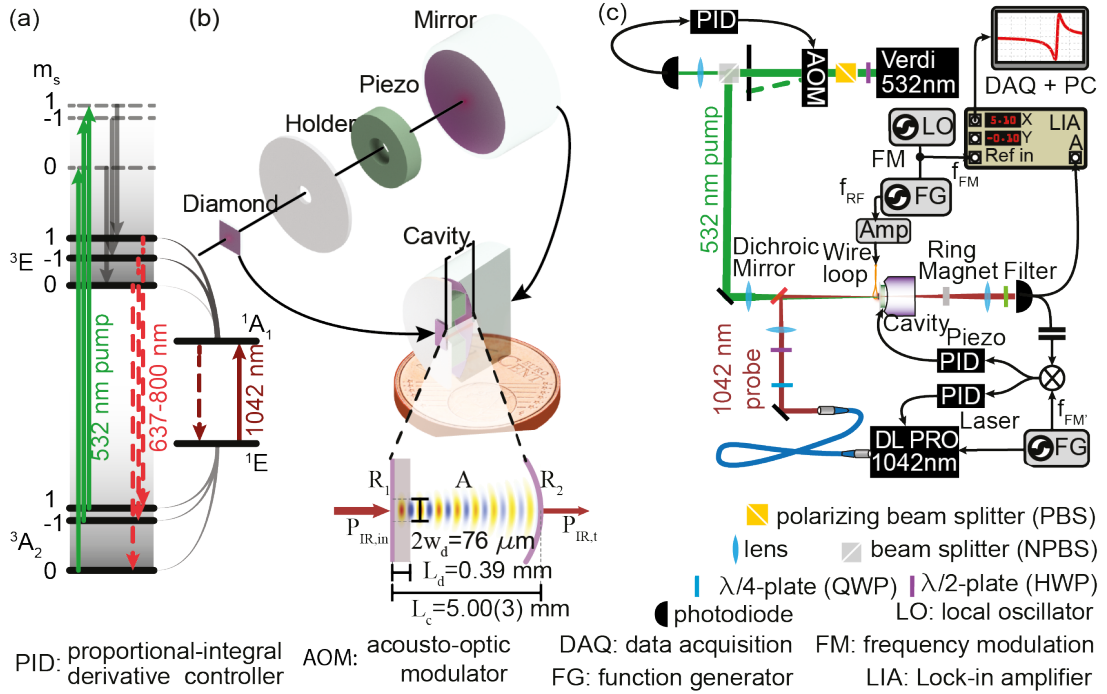 (a)
m_s
1
-1
0
1
³E -1
0
532 nm pump
637-800 nm
¹A₁
1042 nm
¹E
1
-1
³A₂
0
(b)
Mirror
Piezo
Holder
Diamond
Cavity
R₁
A
R₂
P_IR,in
P_IR,t
2w_d=76 μm
L_d=0.39 mm
L_c=5.00(3) mm
(c)
PID
AOM
Verdi
532nm
DAQ + PC
LO
5.10 X
-0.10 Y
LIA
A
Ref in
FM
f_FM
f_RF
FG
Amp
532 nm pump
Dichroic
Mirror
Wire
loop
Ring
Magnet
Filter
Cavity
Piezo
PID
PID
Laser
1042 nm
probe
DL PRO
1042nm
f_FM'
FG
polarizing beam splitter (PBS)
lens
beam splitter (NPBS)
λ/4-plate (QWP)
λ/2-plate (HWP)
photodiode
LO: local oscillator
PID: proportional-integral
derivative controller
AOM: acousto-optic
modulator
DAQ: data acquisition
FM: frequency modulation
FG: function generator
LIA: Lock-in amplifier